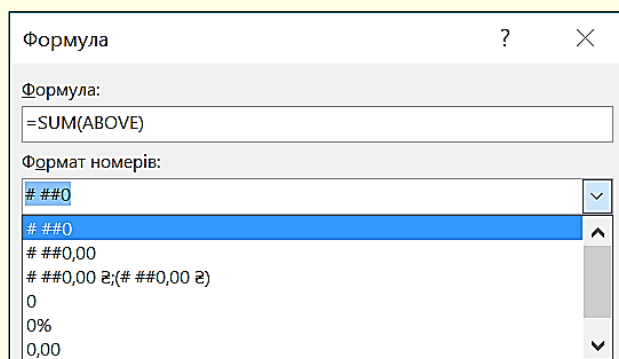 Формула ?
Формула:
=SUM(ABOVE)
Формат номерів:
# ##0
# ##0
# ##0,00
# ##0,00 ₴;(# ##0,00 ₴)
0
0%
0,00